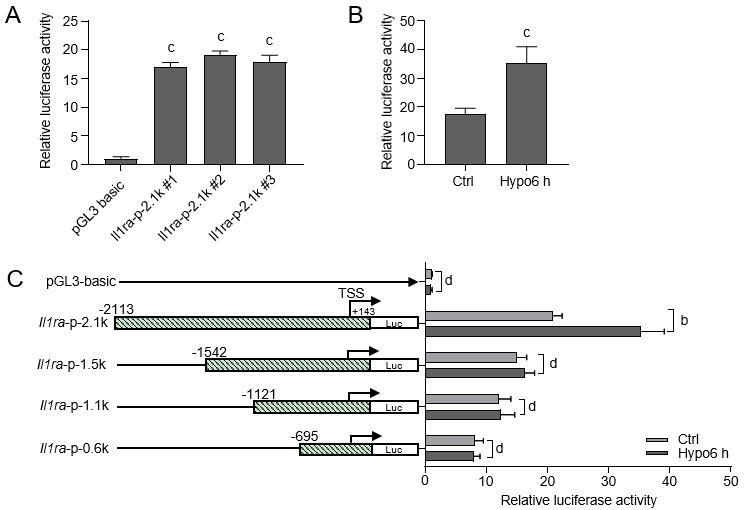 A
Relative luciferase activity
25
20
15
10
5
0
c
c
c
pGL3 basic
Il1ra-p-2.1k #1
Il1ra-p-2.1k #2
Il1ra-p-2.1k #3
B
Relative luciferase activity
50
40
30
20
10
0
c
Ctrl
Hypo6 h
C
pGL3-basic
d
-2113
TSS
+143
Il1ra-p-2.1k
Luc
b
-1542
Il1ra-p-1.5k
Luc
d
-1121
Il1ra-p-1.1k
Luc
d
-695
Il1ra-p-0.6k
Luc
d
Ctrl
Hypo6 h
0
10
20
30
40
50
Relative luciferase activity